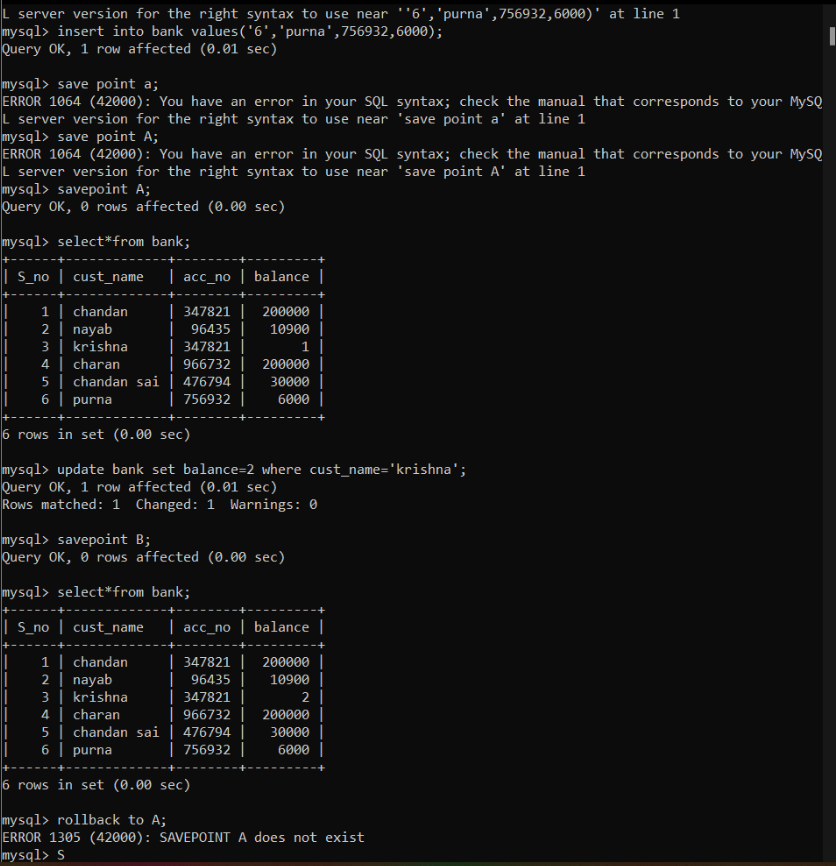 L server version for the right syntax to use near ''6','purna',756932,6000)' at line 1
mysql> insert into bank values('6','purna',756932,6000);
Query OK, 1 row affected (0.01 sec)
mysql> save point a;
ERROR 1064 (42000): You have an error in your SQL syntax; check the manual that corresponds to your MySQ
L server version for the right syntax to use near 'save point a' at line 1
mysql> save point A;
ERROR 1064 (42000): You have an error in your SQL syntax; check the manual that corresponds to your MySQ
L server version for the right syntax to use near 'save point A' at line 1
mysql> savepoint A;
Query OK, 0 rows affected (0.00 sec)
mysql> select*from bank;
+------+-------------+--------+---------+
| S_no | cust_name   | acc_no | balance |
+------+-------------+--------+---------+
|    1 | chandan     | 347821 |  200000 |
|    2 | nayab       |  96435 |   10900 |
|    3 | krishna     | 347821 |       1 |
|    4 | charan      | 966732 |  200000 |
|    5 | chandan sai | 476794 |   30000 |
|    6 | purna       | 756932 |    6000 |
+------+-------------+--------+---------+
6 rows in set (0.00 sec)
mysql> update bank set balance=2 where cust_name='krishna';
Query OK, 1 row affected (0.01 sec)
Rows matched: 1  Changed: 1  Warnings: 0
mysql> savepoint B;
Query OK, 0 rows affected (0.00 sec)
mysql> select*from bank;
+------+-------------+--------+---------+
| S_no | cust_name   | acc_no | balance |
+------+-------------+--------+---------+
|    1 | chandan     | 347821 |  200000 |
|    2 | nayab       |  96435 |   10900 |
|    3 | krishna     | 347821 |       2 |
|    4 | charan      | 966732 |  200000 |
|    5 | chandan sai | 476794 |   30000 |
|    6 | purna       | 756932 |    6000 |
+------+-------------+--------+---------+
6 rows in set (0.00 sec)
mysql> rollback to A;
ERROR 1305 (42000): SAVEPOINT A does not exist
mysql> S